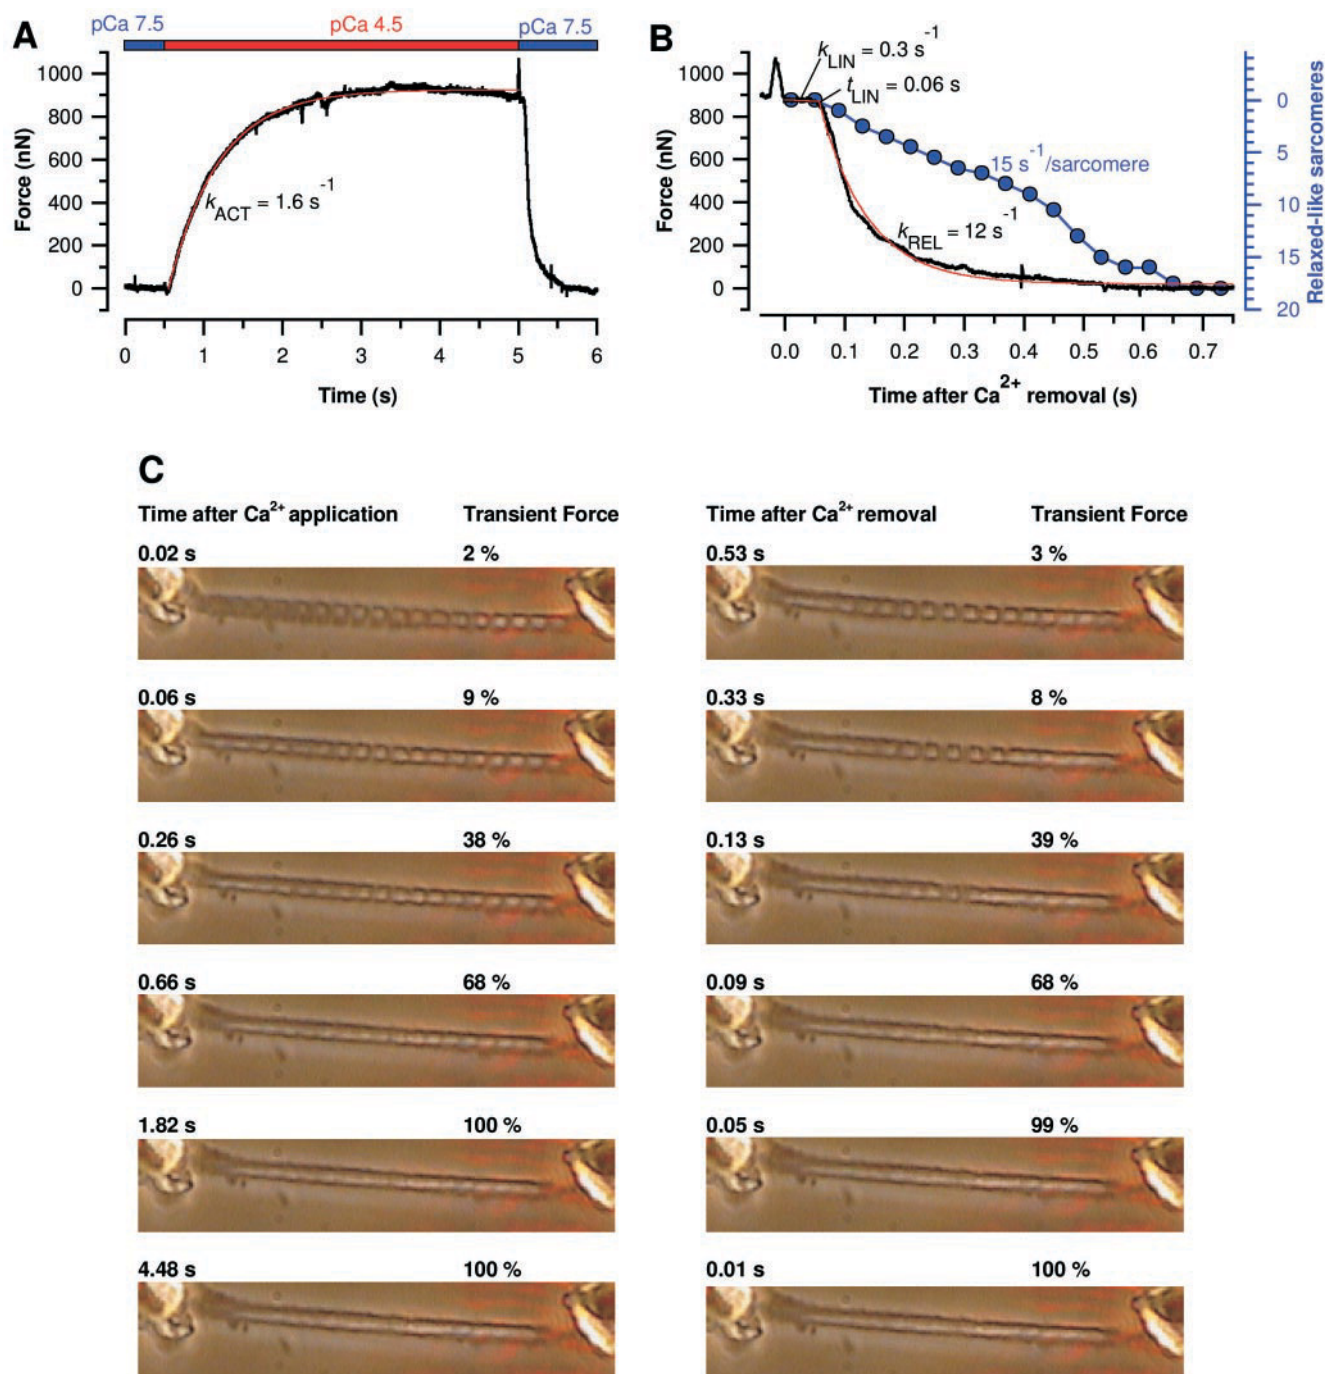 A
pCa 7.5
pCa 4.5
pCa 7.5
1000
800
600
400
200
0
Force (nN)
kACT = 1.6 s-1
0 1 2 3 4 5 6
Time (s)
B
kLIN = 0.3 s-1
tLIN = 0.06 s
15 s-1/sarcomere
kREL = 12 s-1
1000
800
600
400
200
0
Force (nN)
0
5
10
15
20
Relaxed-like sarcomeres
0.0 0.1 0.2 0.3 0.4 0.5 0.6 0.7
Time after Ca2+ removal (s)
C
Time after Ca2+ application Transient Force
0.02 s 2 %
0.06 s 9 %
0.26 s 38 %
0.66 s 68 %
1.82 s 100 %
4.48 s 100 %
Time after Ca2+ removal Transient Force
0.53 s 3 %
0.33 s 8 %
0.13 s 39 %
0.09 s 68 %
0.05 s 99 %
0.01 s 100 %